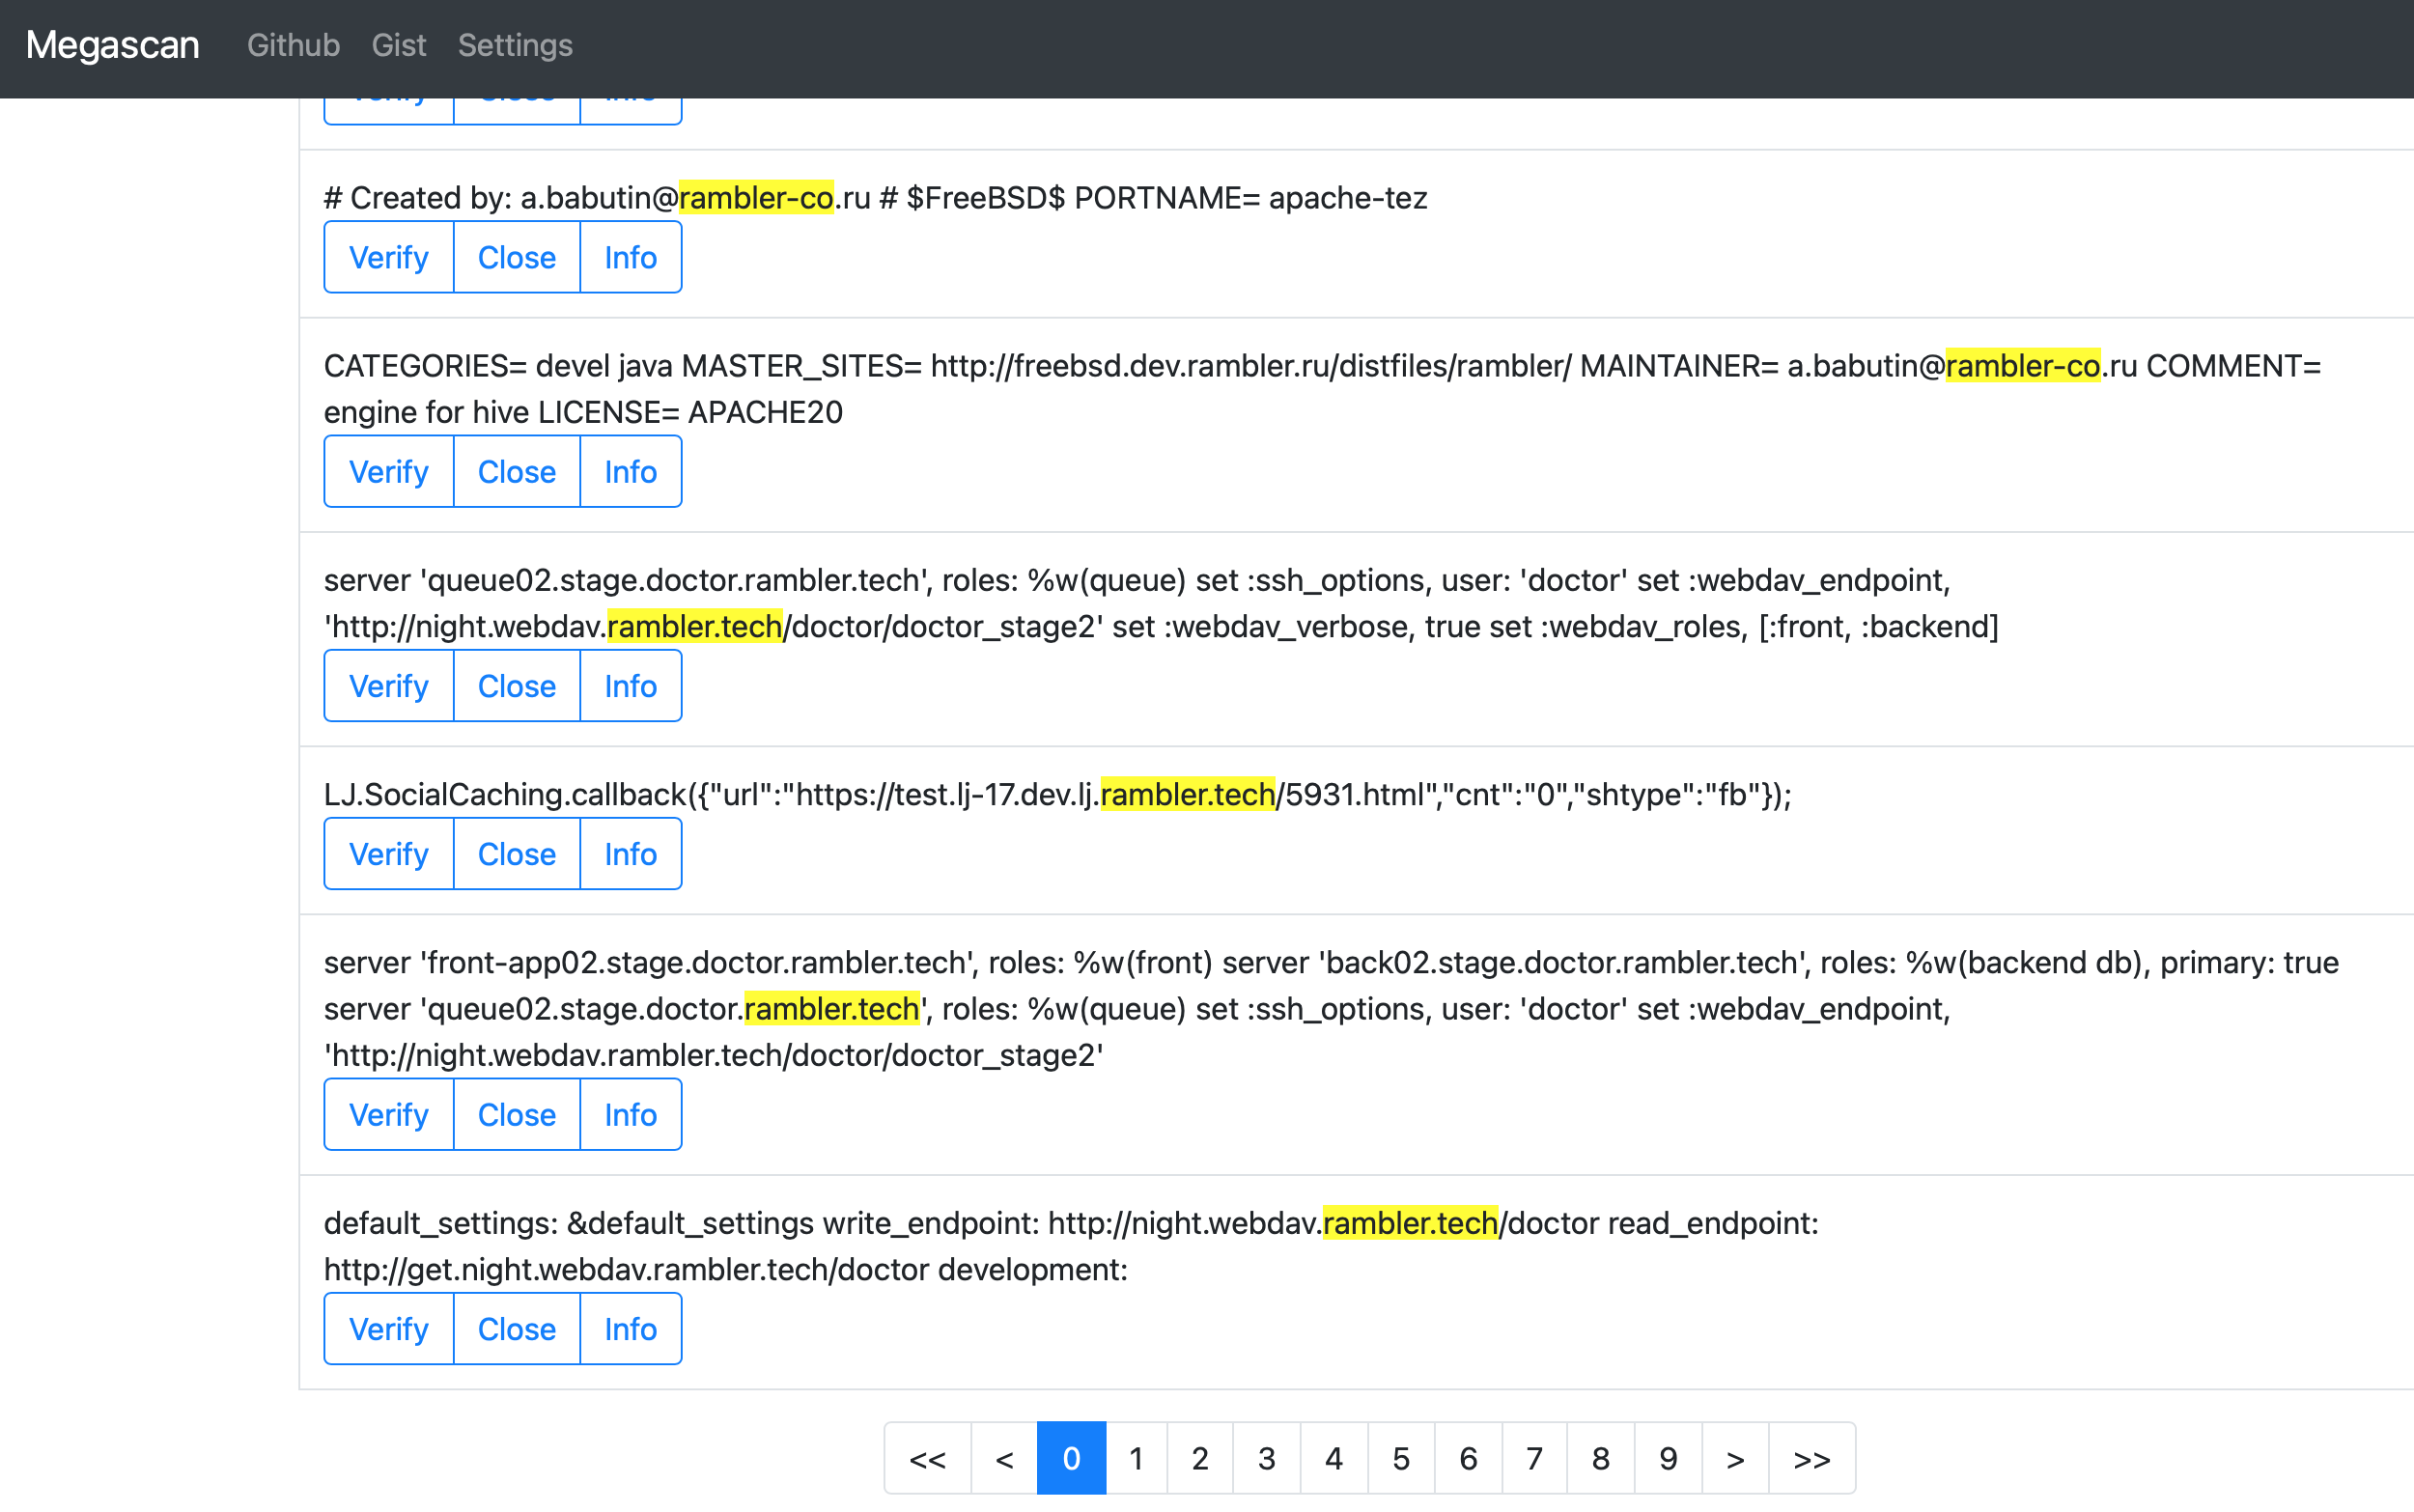 Megascan Github Gist Settings
Verify Close Info
# Created by: a.babutin@rambler-co.ru # $FreeBSD$ PORTNAME= apache-tez
Verify Close Info
CATEGORIES= devel java MASTER_SITES= http://freebsd.dev.rambler.ru/distfiles/rambler/ MAINTAINER= a.babutin@rambler-co.ru COMMENT=
engine for hive LICENSE= APACHE20
Verify Close Info
server 'queue02.stage.doctor.rambler.tech', roles: %w(queue) set :ssh_options, user: 'doctor' set :webdav_endpoint,
'http://night.webdav.rambler.tech/doctor/doctor_stage2' set :webdav_verbose, true set :webdav_roles, [:front, :backend]
Verify Close Info
LJ.SocialCaching.callback({"url":"https://test.lj-17.dev.lj.rambler.tech/5931.html","cnt":"0","shtype":"fb"});
Verify Close Info
server 'front-app02.stage.doctor.rambler.tech', roles: %w(front) server 'back02.stage.doctor.rambler.tech', roles: %w(backend db), primary: true
server 'queue02.stage.doctor.rambler.tech', roles: %w(queue) set :ssh_options, user: 'doctor' set :webdav_endpoint,
'http://night.webdav.rambler.tech/doctor/doctor_stage2'
Verify Close Info
default_settings: &default_settings write_endpoint: http://night.webdav.rambler.tech/doctor read_endpoint:
http://get.night.webdav.rambler.tech/doctor development:
Verify Close Info
<< < 0 1 2 3 4 5 6 7 8 9 > >>